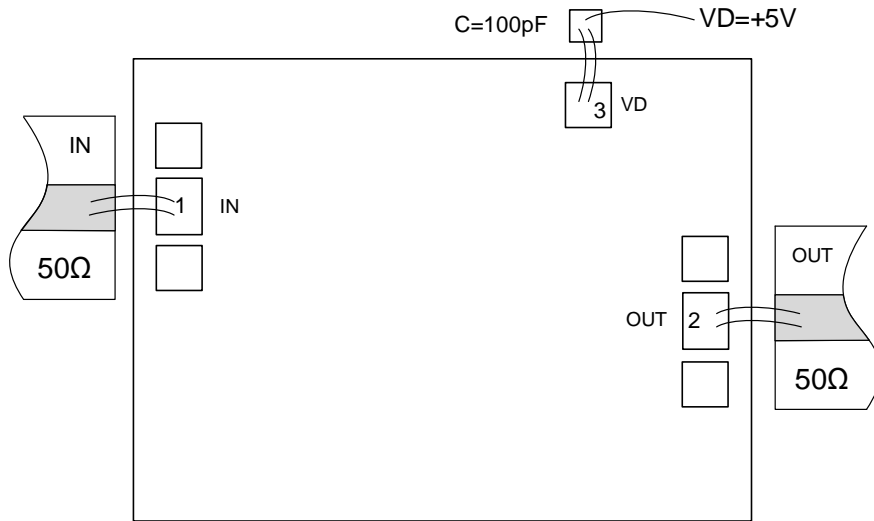 C=100pF
VD=+5V
3
VD
IN
1
IN
50Ω
OUT
OUT
2
50Ω